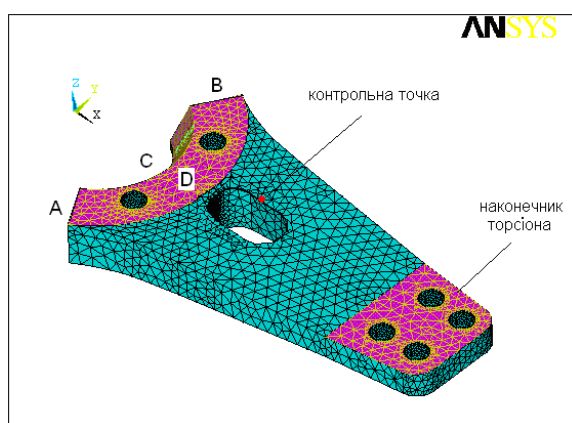 ANSYS
B
Z
Y
X
контрольна точка
C
D
A
наконечник
торсіона